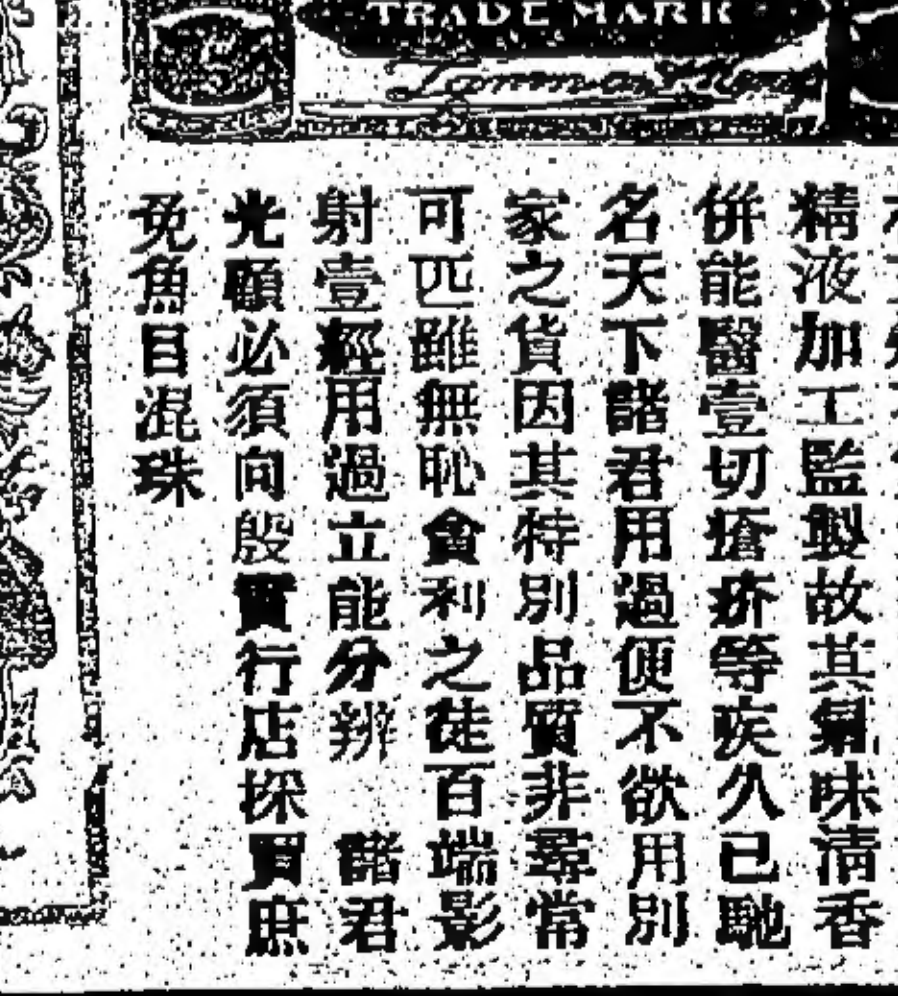 TRADE MARK
精液加工監製故其氣味清香
併能醫壹切瘡疥等疾久已馳
名天下諸君用過便不欲用別
家之貨因其特別品質非尋常
可匹雖無恥貪利之徒百端影
射壹經用過立能分辨 諸君
光顧必須向殷實行店採買庶
免魚目混珠